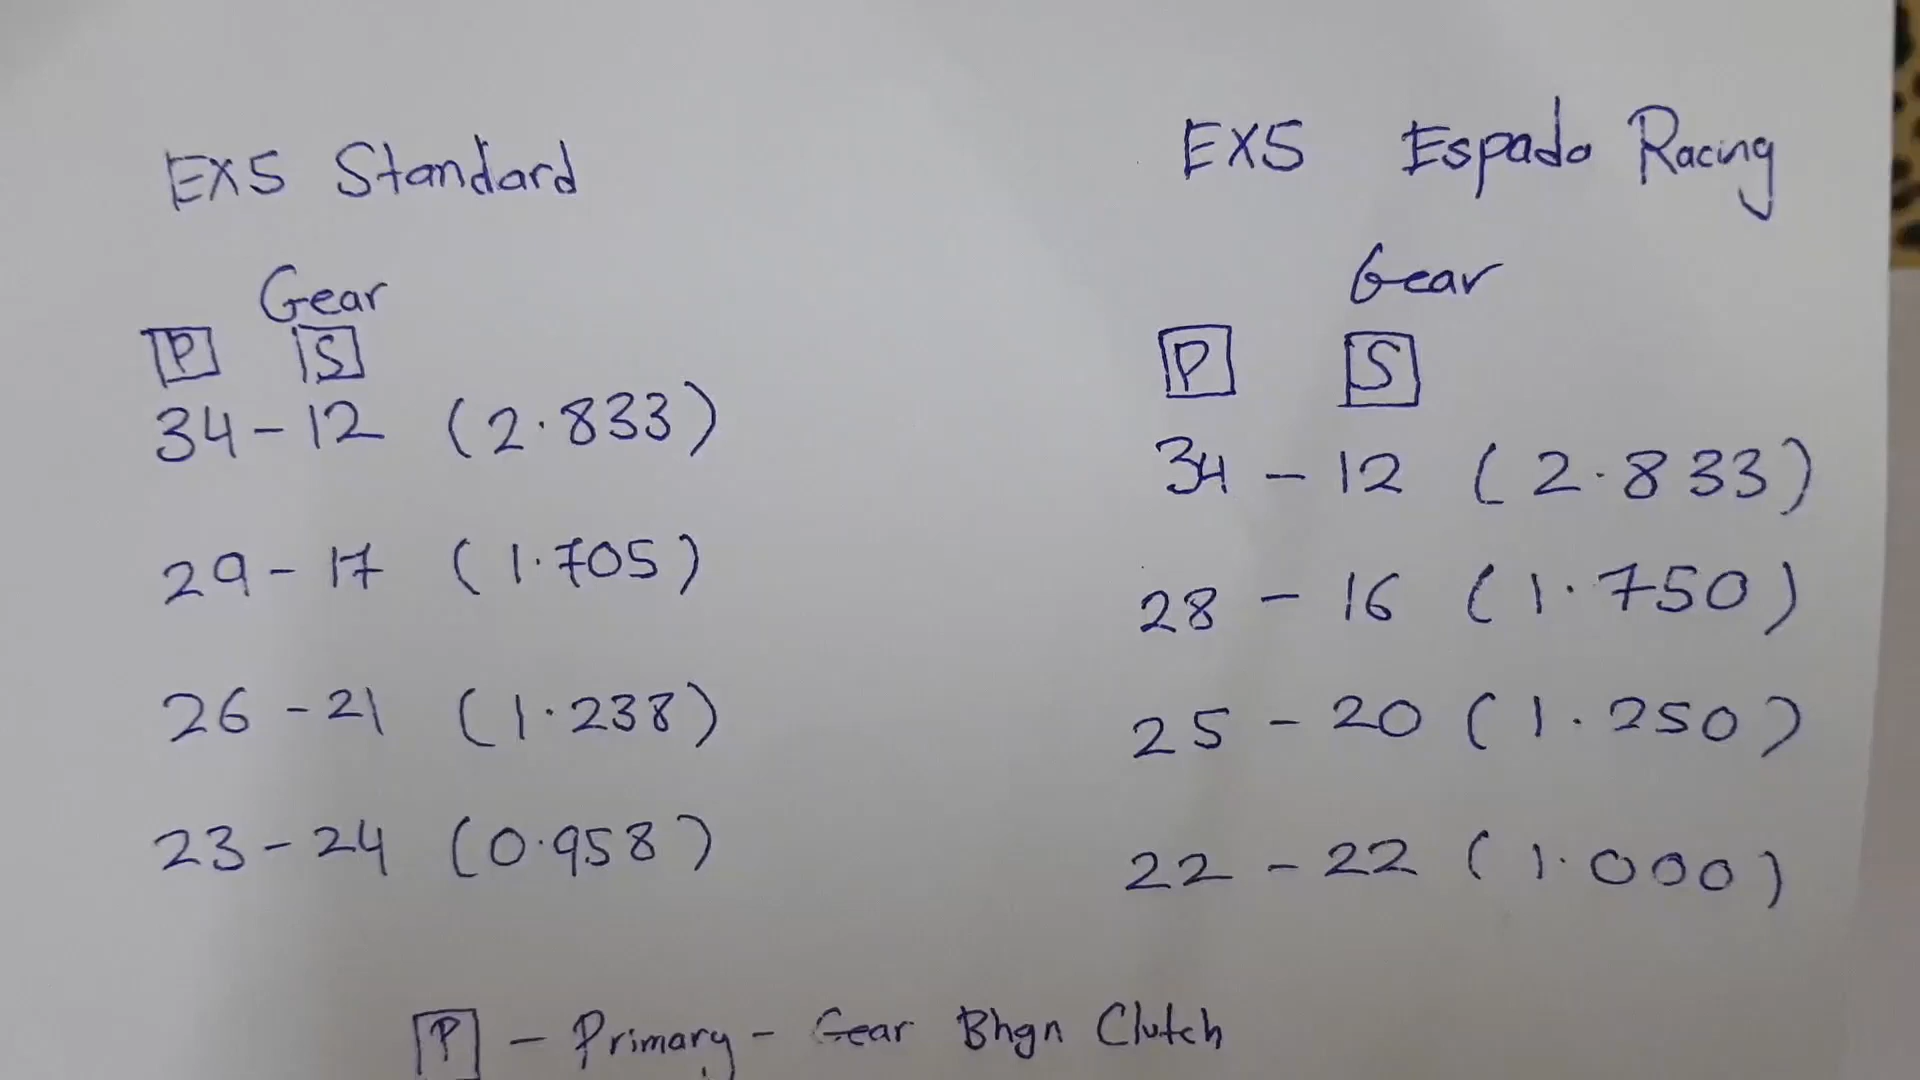 EX5 Standard
Gear
P S
34 - 12 (2.833)
29 - 17 (1.705)
26 - 21 (1.238)
23 - 24 (0.958)
EX5 Espada Racing
Gear
P S
34 - 12 (2.833)
28 - 16 (1.750)
25 - 20 (1.250)
22 - 22 (1.000)
P - Primary - Gear Bhgn Clutch